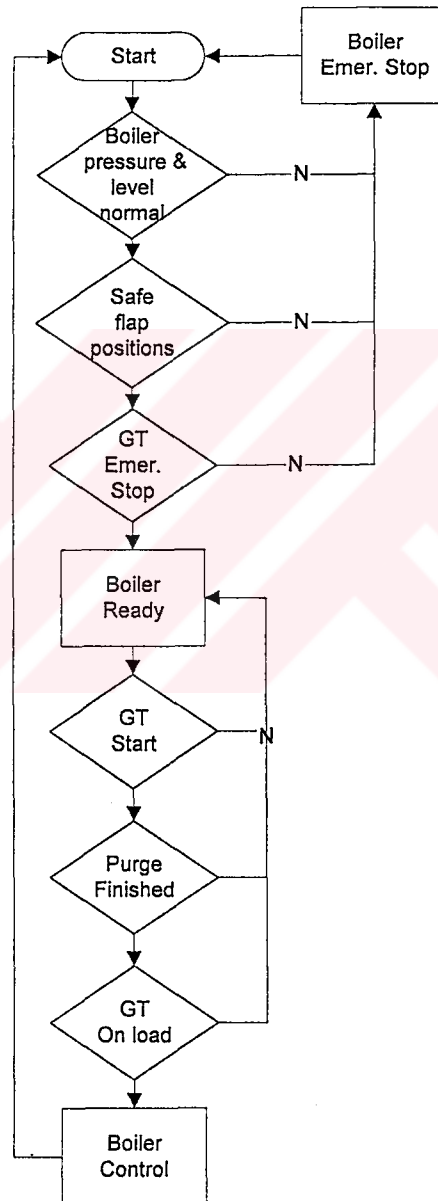 Start
Boiler
Emer. Stop
Boiler
pressure &
level
normal
N
Safe
flap
positions
N
GT
Emer.
Stop
N
Boiler
Ready
GT
Start
N
Purge
Finished
GT
On load
Boiler
Control